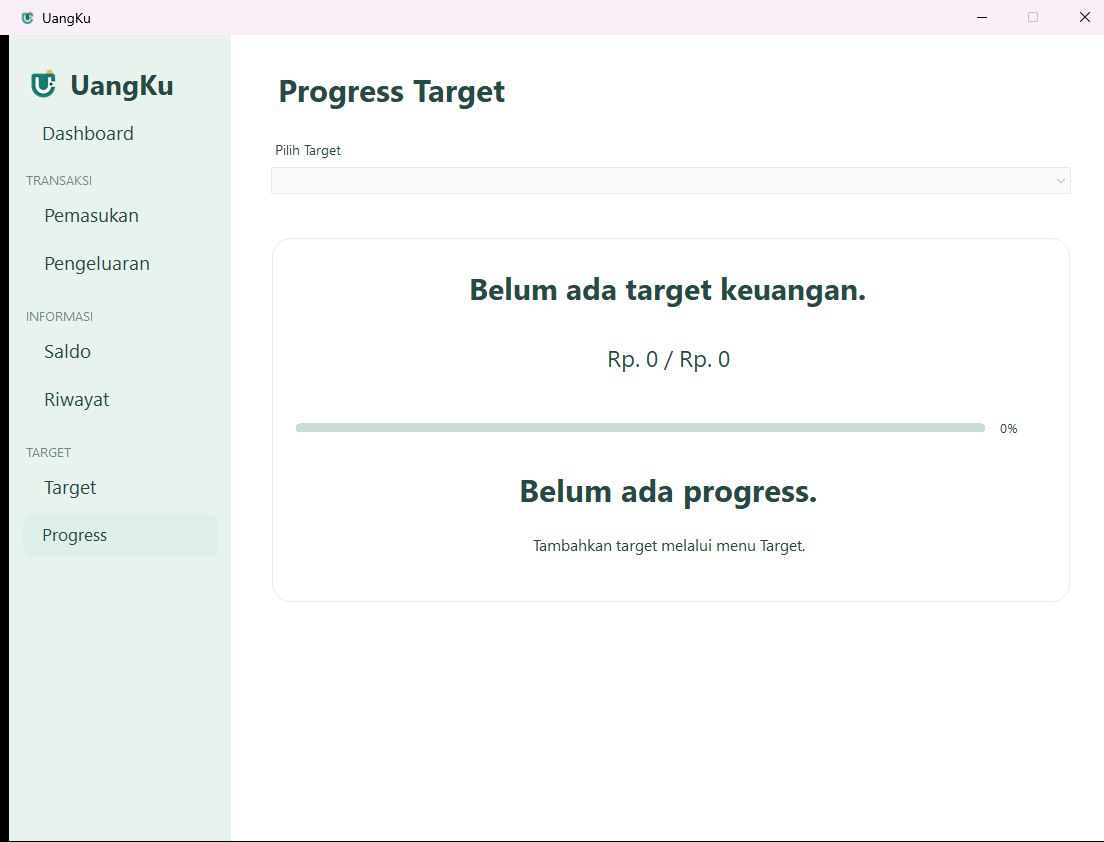 UangKu
UangKu
Dashboard
TRANSAKSI
Pemasukan
Pengeluaran
INFORMASI
Saldo
Riwayat
TARGET
Target
Progress
Progress Target
Pilih Target
Belum ada target keuangan.
Rp. 0 / Rp. 0
0%
Belum ada progress.
Tambahkan target melalui menu Target.